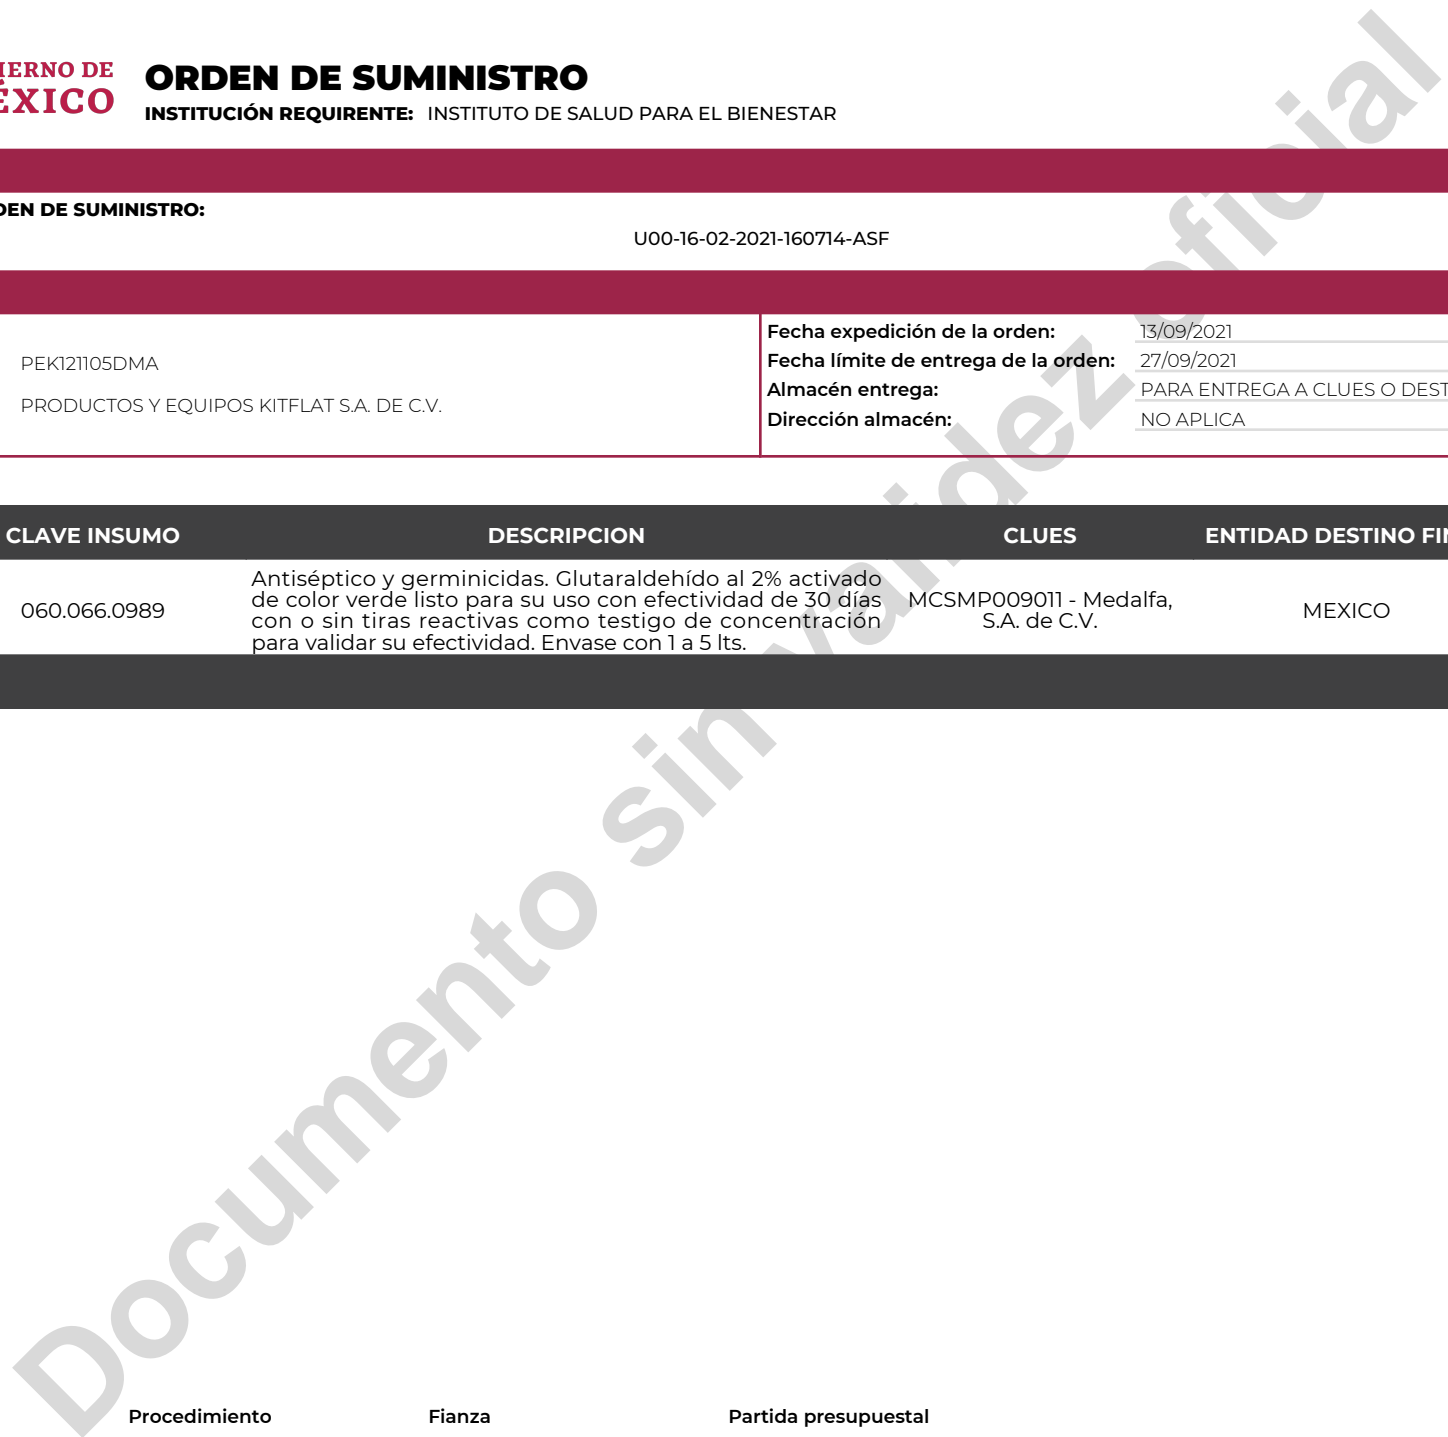 IERNO DE
ÉXICO
ORDEN DE SUMINISTRO
INSTITUCIÓN REQUIRENTE: INSTITUTO DE SALUD PARA EL BIENESTAR
DEN DE SUMINISTRO:
U00-16-02-2021-160714-ASF
PEK121105DMA
PRODUCTOS Y EQUIPOS KITFLAT S.A. DE C.V.
Fecha expedición de la orden: 13/09/2021
Fecha límite de entrega de la orden: 27/09/2021
Almacén entrega: PARA ENTREGA A CLUES O DEST
Dirección almacén: NO APLICA
CLAVE INSUMO DESCRIPCION CLUES ENTIDAD DESTINO FIN
060.066.0989
Antiséptico y germinicidas. Glutaraldehído al 2% activado
de color verde listo para su uso con efectividad de 30 días
con o sin tiras reactivas como testigo de concentración
para validar su efectividad. Envase con 1 a 5 lts.
MCSMP009011 - Medalfa,
S.A. de C.V.
MEXICO
Documento sin validez oficial
Procedimiento Fianza Partida presupuestal